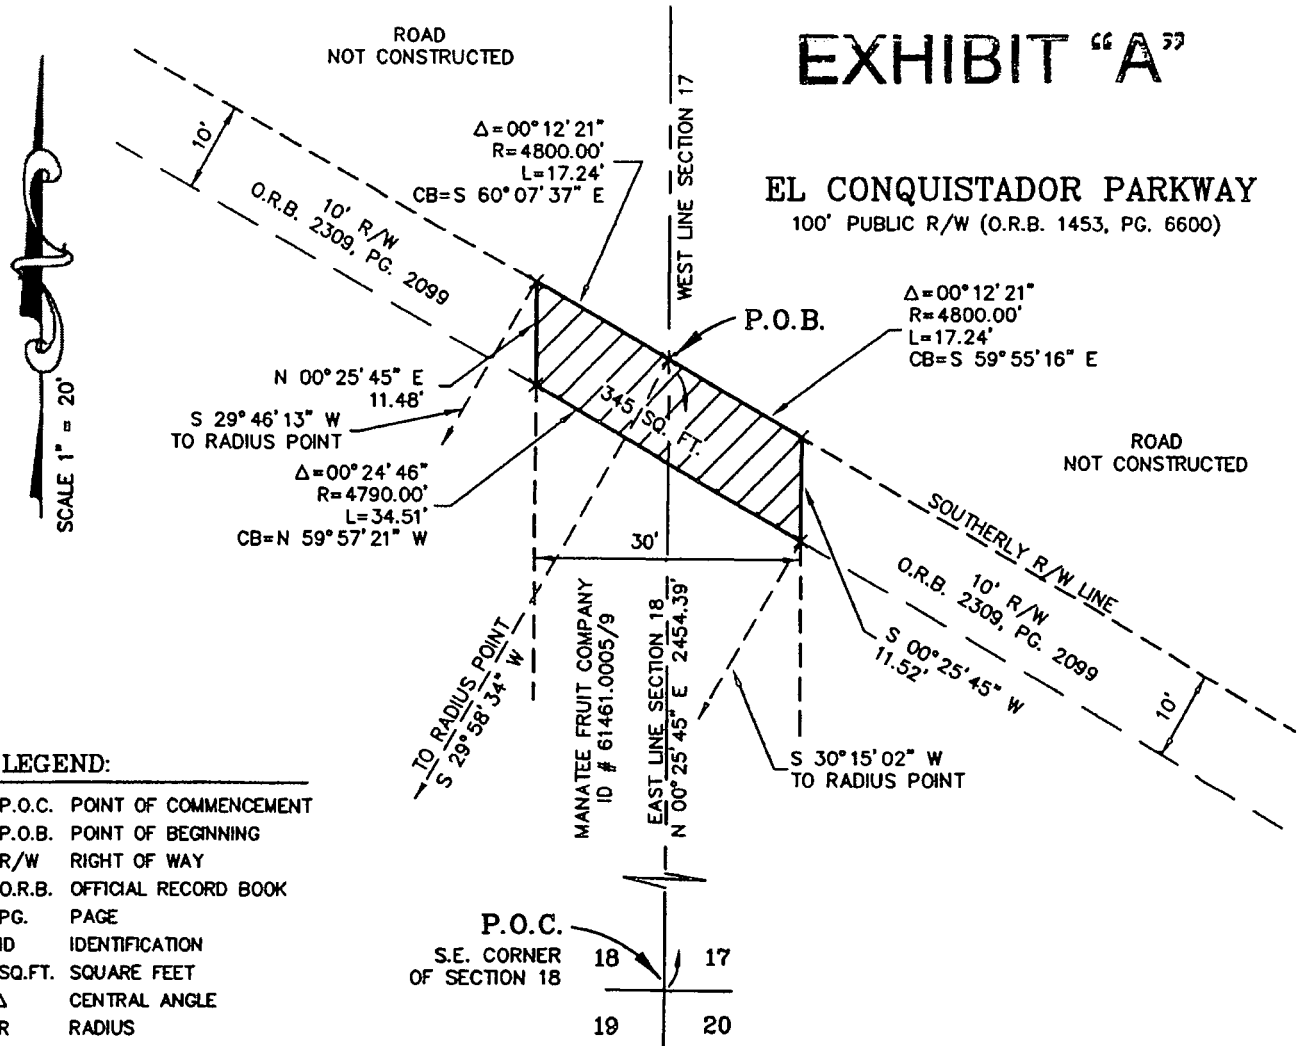 EXHIBIT “A”
ROAD
NOT CONSTRUCTED
WEST LINE SECTION 17
Δ=00°12'21"
R=4800.00'
L=17.24'
CB=S 60°07'37" E
EL CONQUISTADOR PARKWAY
100' PUBLIC R/W (O.R.B. 1453, PG. 6600)
10'
10' R/W
O.R.B. 2309, PG. 2099
Δ=00°12'21"
R=4800.00'
L=17.24'
CB=S 59°55'16" E
P.O.B.
N 00°25'45" E
11.48'
S 29°46'13" W
TO RADIUS POINT
345 SQ. FT.
SCALE 1" = 20'
Δ=00°24'46"
R=4790.00'
L=34.51'
CB=N 59°57'21" W
ROAD
NOT CONSTRUCTED
30'
SOUTHERLY R/W LINE
10' R/W
O.R.B. 2309, PG. 2099
10'
S 00°25'45" W
11.52'
TO RADIUS POINT
S 29°58'34" W
MANATEE FRUIT COMPANY
ID # 61461.0005/9
EAST LINE SECTION 18
N 00°25'45" E 2454.39'
S 30°15'02" W
TO RADIUS POINT
LEGEND:
P.O.C. POINT OF COMMENCEMENT
P.O.B. POINT OF BEGINNING
R/W RIGHT OF WAY
O.R.B. OFFICIAL RECORD BOOK
PG. PAGE
ID IDENTIFICATION
SQ.FT. SQUARE FEET
Δ CENTRAL ANGLE
R RADIUS
P.O.C.
S.E. CORNER
OF SECTION 18
18 17
19 20